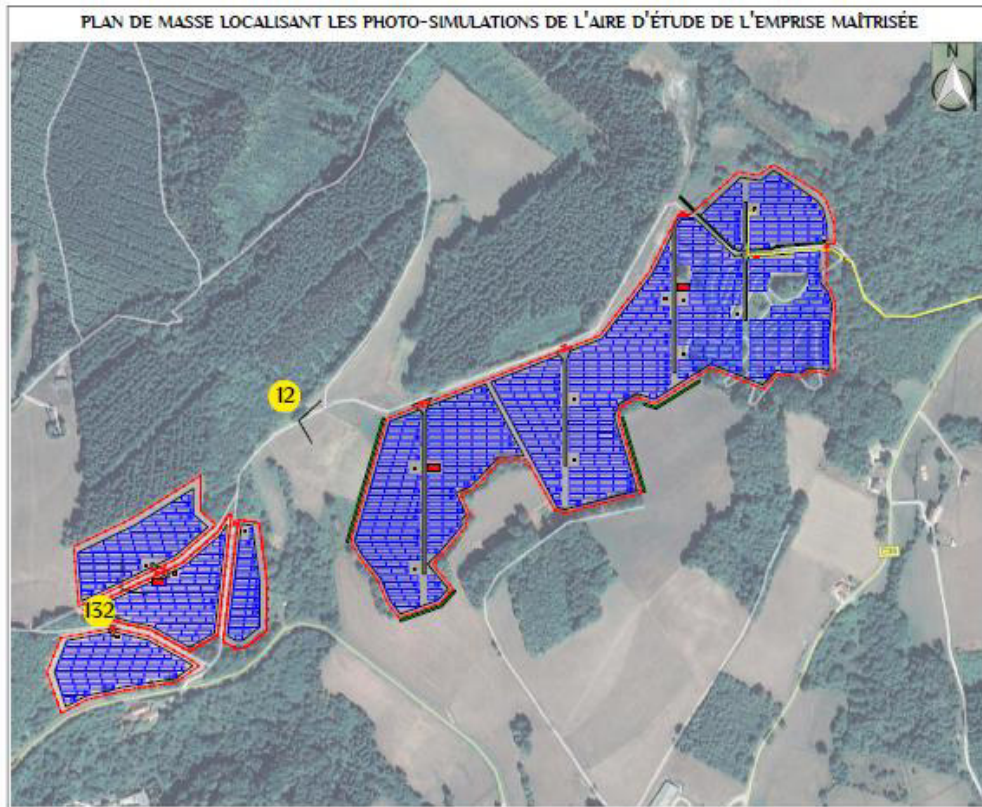 PLAN DE MASSE LOCALISANT LES PHOTO-SIMULATIONS DE L'AIRE D'ÉTUDE DE L'EMPRISE MAÎTRISÉE
N
12
132